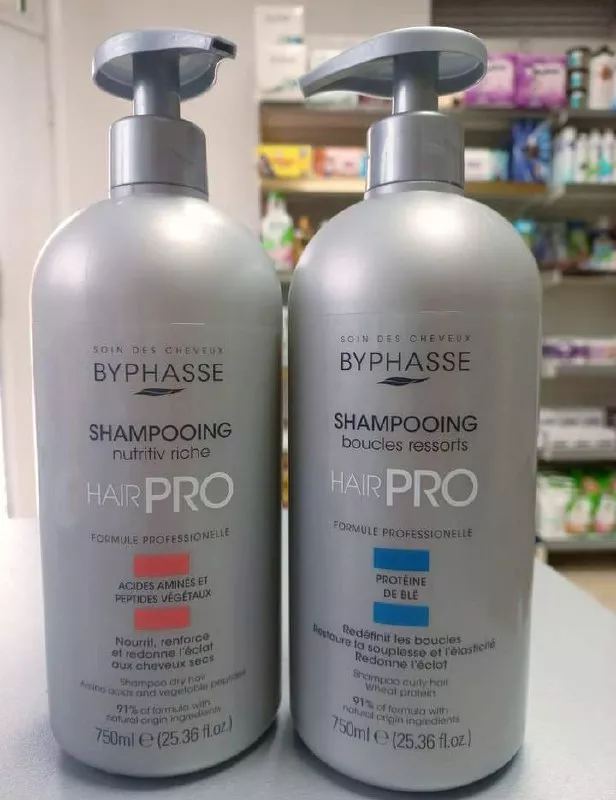 SOIN DES CHEVEUX
BYPHASSE
SHAMPOOING
nutritiv riche
HAIR PRO
FORMULE PROFESSIONELLE
ACIDES AMINÉS ET
PEPTIDES VÉGÉTAUX
Nourrit, renforce
et redonne l'éclat
aux cheveux secs
Shampoo dry hair
Amino acids and vegetable peptides
91% of formula with
natural origin ingredients
750ml e (25.36 fl.oz.)
SOIN DES CHEVEUX
BYPHASSE
SHAMPOOING
boucles ressorts
HAIR PRO
FORMULE PROFESSIONELLE
PROTÉINE
DE BLÉ
Redéfinit les boucles
Restaure la souplesse et l'élasticité
Redonne l'éclat
Shampoo curly hair
Wheat protein
91% of formula with
natural origin ingredients
750ml e (25.36 fl.oz.)